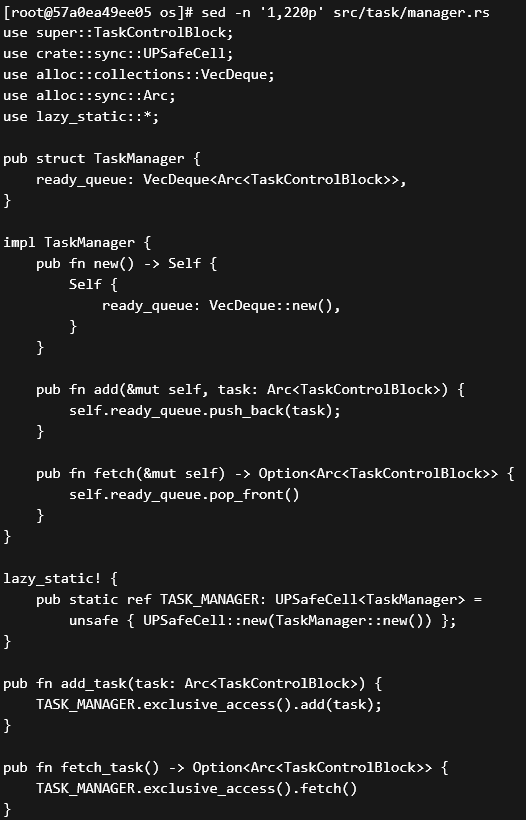 [root@57a0ea49ee05 os]# sed -n '1,220p' src/task/manager.rs
use super::TaskControlBlock;
use crate::sync::UPSafeCell;
use alloc::collections::VecDeque;
use alloc::sync::Arc;
use lazy_static::*;

pub struct TaskManager {
    ready_queue: VecDeque<Arc<TaskControlBlock>>,
}

impl TaskManager {
    pub fn new() -> Self {
        Self {
            ready_queue: VecDeque::new(),
        }
    }

    pub fn add(&mut self, task: Arc<TaskControlBlock>) {
        self.ready_queue.push_back(task);
    }

    pub fn fetch(&mut self) -> Option<Arc<TaskControlBlock>> {
        self.ready_queue.pop_front()
    }
}

lazy_static! {
    pub static ref TASK_MANAGER: UPSafeCell<TaskManager> =
        unsafe { UPSafeCell::new(TaskManager::new()) };
}

pub fn add_task(task: Arc<TaskControlBlock>) {
    TASK_MANAGER.exclusive_access().add(task);
}

pub fn fetch_task() -> Option<Arc<TaskControlBlock>> {
    TASK_MANAGER.exclusive_access().fetch()
}